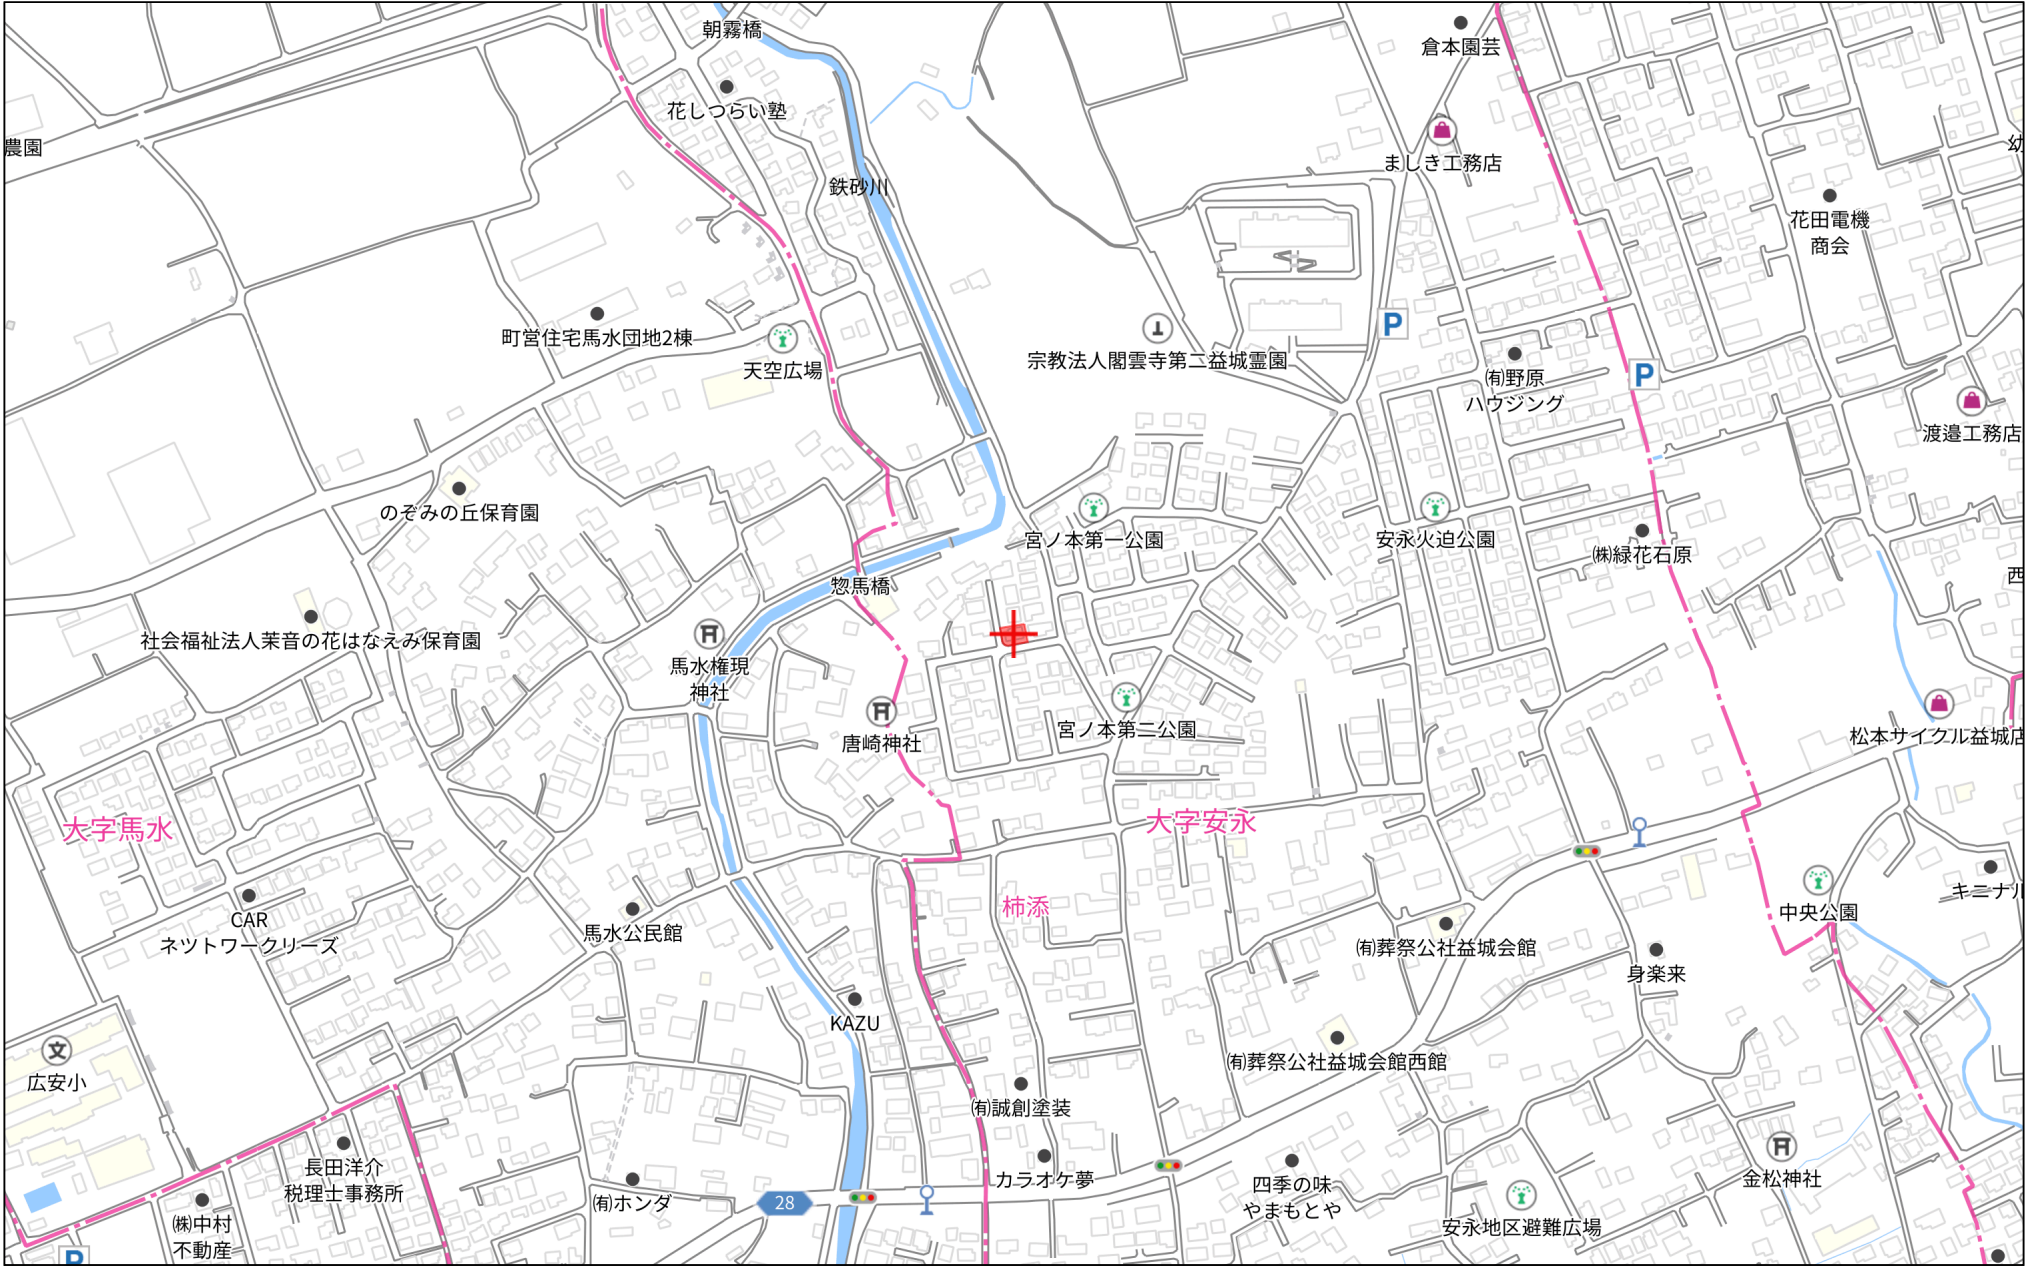 朝霧橋
倉本園芸
花しつらい塾
農園
ましき工務店
幼
鉄砂川
花田電機
商会
P
町営住宅馬水団地2棟
宗教法人閣雲寺第二益城霊園
天空広場
P
㈲野原
ハウジング
渡邉工務店
のぞみの丘保育園
宮ノ本第一公園
安永火迫公園
㈱緑花石原
惣馬橋
西
社会福祉法人茉音の花はなえみ保育園
馬水権現
神社
唐崎神社
宮ノ本第二公園
松本サイクル益城店
大字馬水
大字安永
キニナル
柿添
中央公園
CAR
ネツトワークリーズ
馬水公民館
㈲葬祭公社益城会館
身楽来
KAZU
文
広安小
㈲葬祭公社益城会館西館
㈲誠創塗装
長田洋介
税理士事務所
カラオケ夢
金松神社
㈲ホンダ
28
四季の味
やまもとや
㈱中村
不動産
安永地区避難広場
P